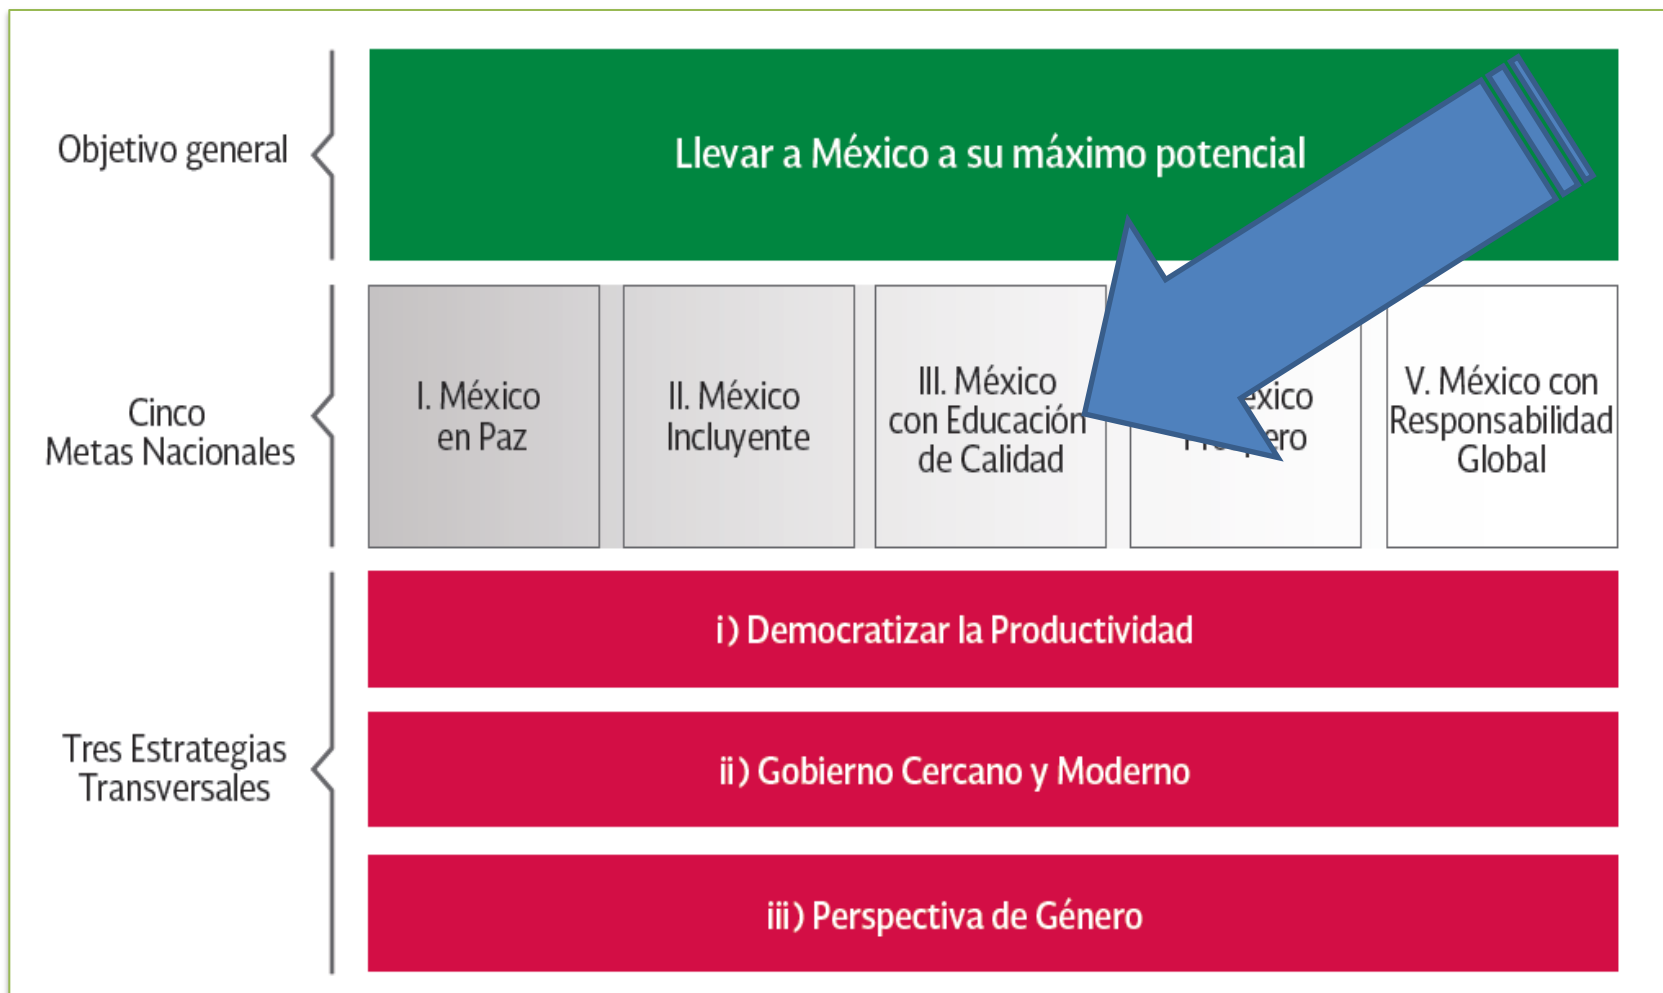 Objetivo general
Llevar a México a su máximo potencial
Cinco
Metas Nacionales
I. México
en Paz
II. México
Incluyente
III. México
con Educación
de Calidad
V. México con
Responsabilidad
Global
Tres Estrategias
Transversales
i) Democratizar la Productividad
ii) Gobierno Cercano y Moderno
iii) Perspectiva de Género